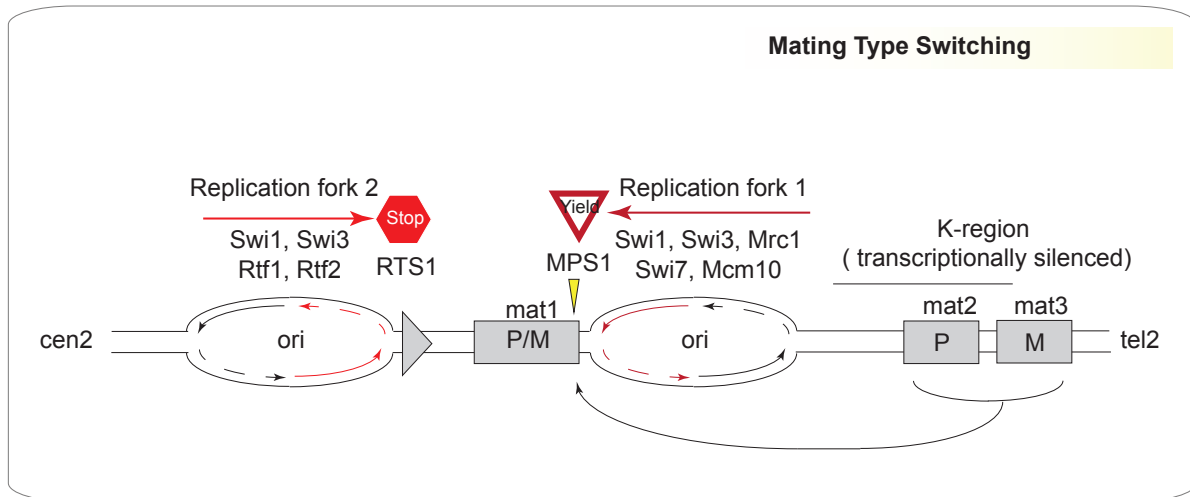 Mating Type Switching
Replication fork 2
Stop
Swi1, Swi3
Rtf1, Rtf2
RTS1
Yield
Replication fork 1
MPS1
Swi1, Swi3, Mrc1
Swi7, Mcm10
K-region
( transcriptionally silenced)
cen2
ori
mat1
P/M
ori
mat2
mat3
P
M
tel2